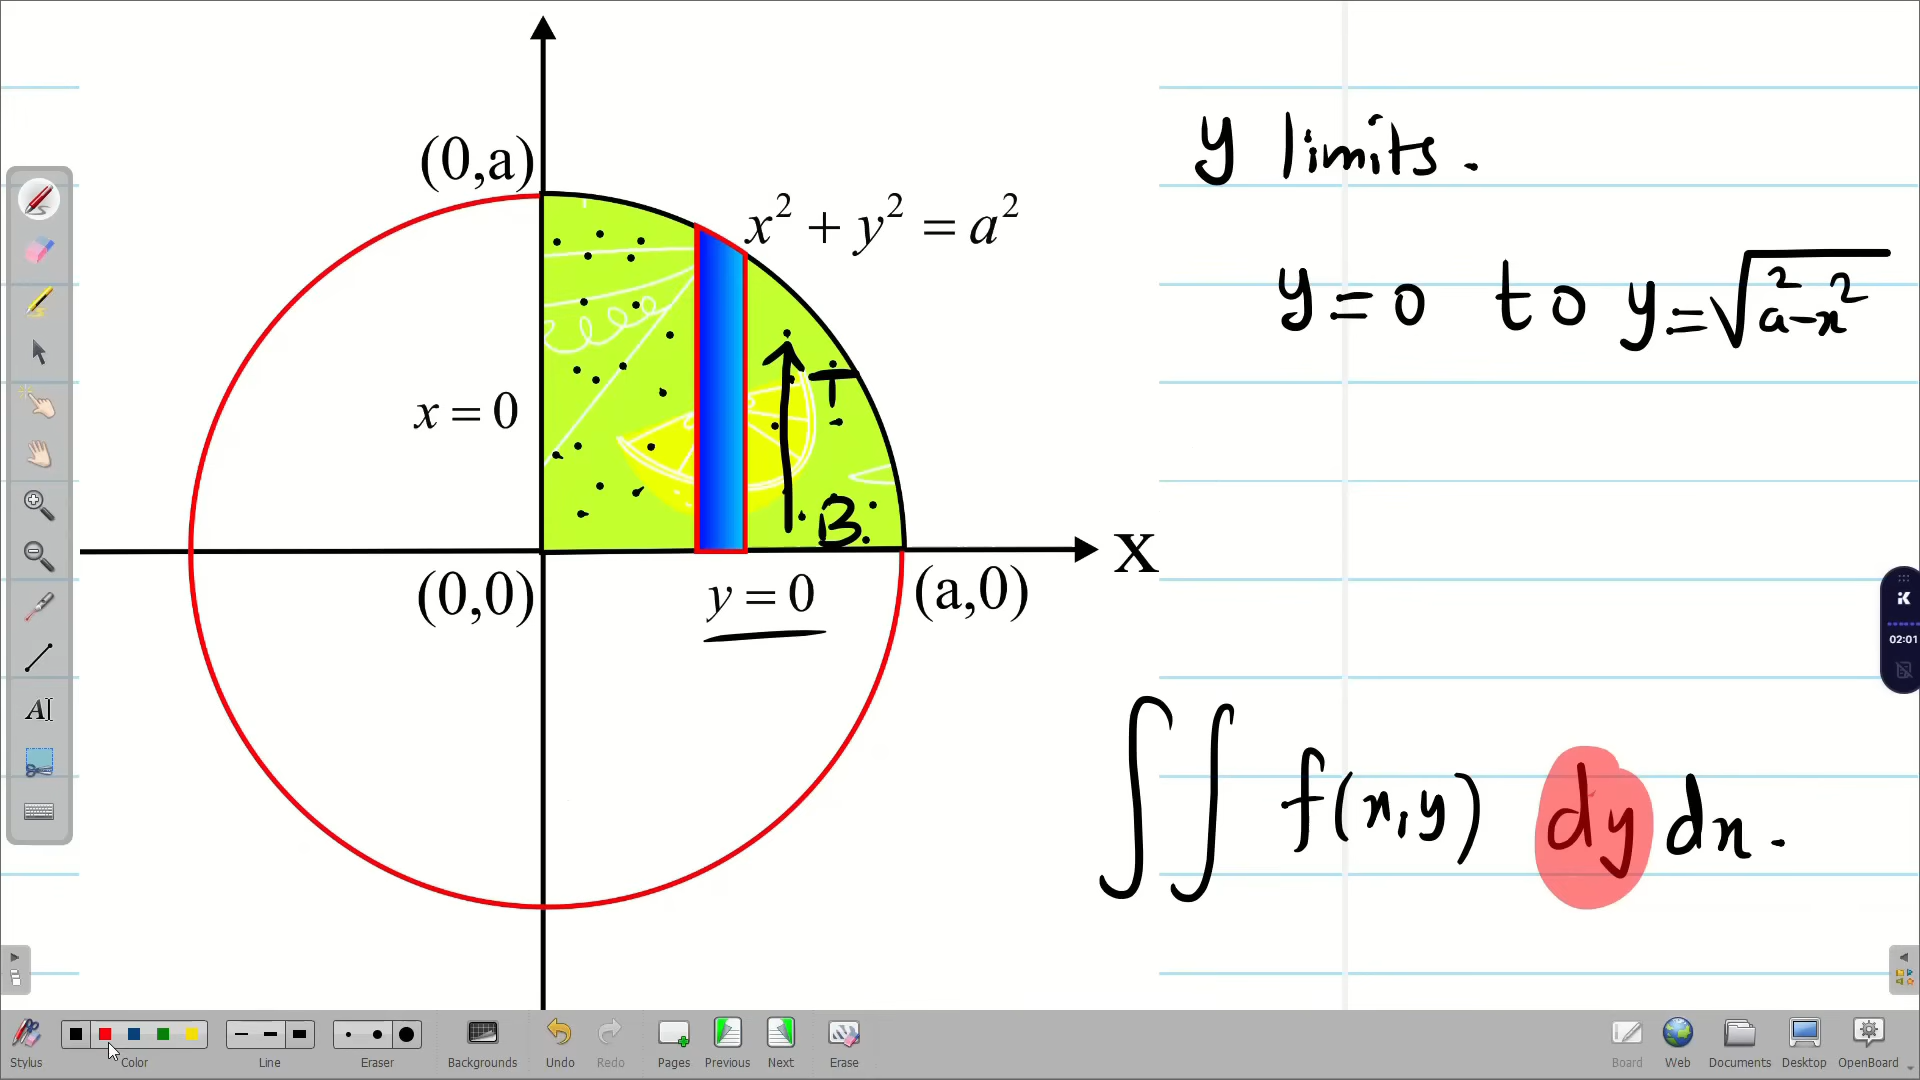 (0,a)
x² + y² = a²
x = 0
T
B.
(0,0)
y = 0
(a,0)
X
y limits.
y = 0 to y = √a²-x²
∫∫ f(x,y) dy dx.
02:01
Stylus
Color
Line
Eraser
Backgrounds
Undo
Redo
Pages
Previous
Next
Erase
Board
Web
Documents
Desktop
OpenBoard